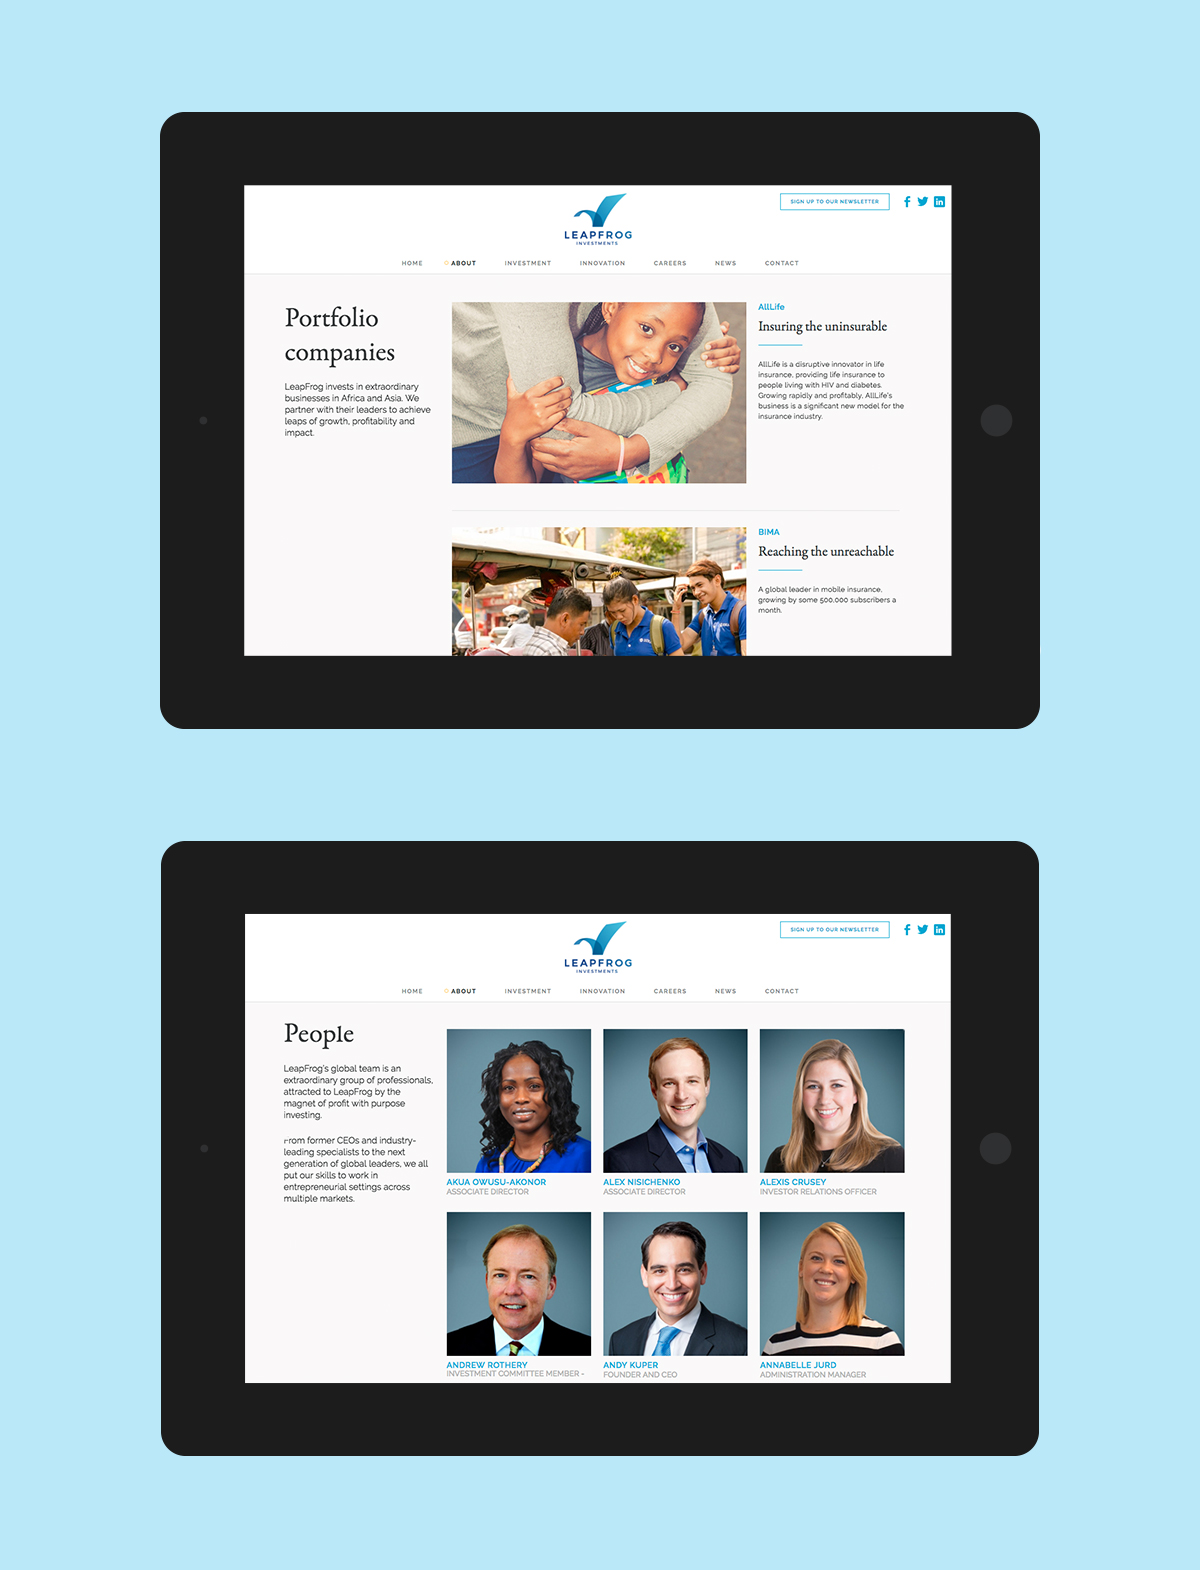 SIGN UP TO OUR NEWSLETTER
LEAPFROG
INVESTMENTS
HOME ABOUT INVESTMENT INNOVATION CAREERS NEWS CONTACT
Portfolio
companies
LeapFrog invests in extraordinary
businesses in Africa and Asia. We
partner with their leaders to achieve
leaps of growth, profitability and
impact.
AllLife
Insuring the uninsurable
AllLife is a disruptive innovator in life
insurance, providing life insurance to
people living with HIV and diabetes.
Growing rapidly and profitably, AllLife's
business is a significant new model for the
insurance industry.
BIMA
Reaching the unreachable
A global leader in mobile insurance,
growing by some 500,000 subscribers a
month.
SIGN UP TO OUR NEWSLETTER
LEAPFROG
INVESTMENTS
HOME ABOUT INVESTMENT INNOVATION CAREERS NEWS CONTACT
People
LeapFrog's global team is an
extraordinary group of professionals,
attracted to LeapFrog by the
magnet of profit with purpose
investing.
From former CEOs and industry-
leading specialists to the next
generation of global leaders, we all
put our skills to work in
entrepreneurial settings across
multiple markets.
AKUA OWUSU-AKONOR
ASSOCIATE DIRECTOR
ALEX NISICHENKO
ASSOCIATE DIRECTOR
ALEXIS CRUSEY
INVESTOR RELATIONS OFFICER
ANDREW ROTHERY
INVESTMENT COMMITTEE MEMBER -
ANDY KUPER
FOUNDER AND CEO
ANNABELLE JURD
ADMINISTRATION MANAGER